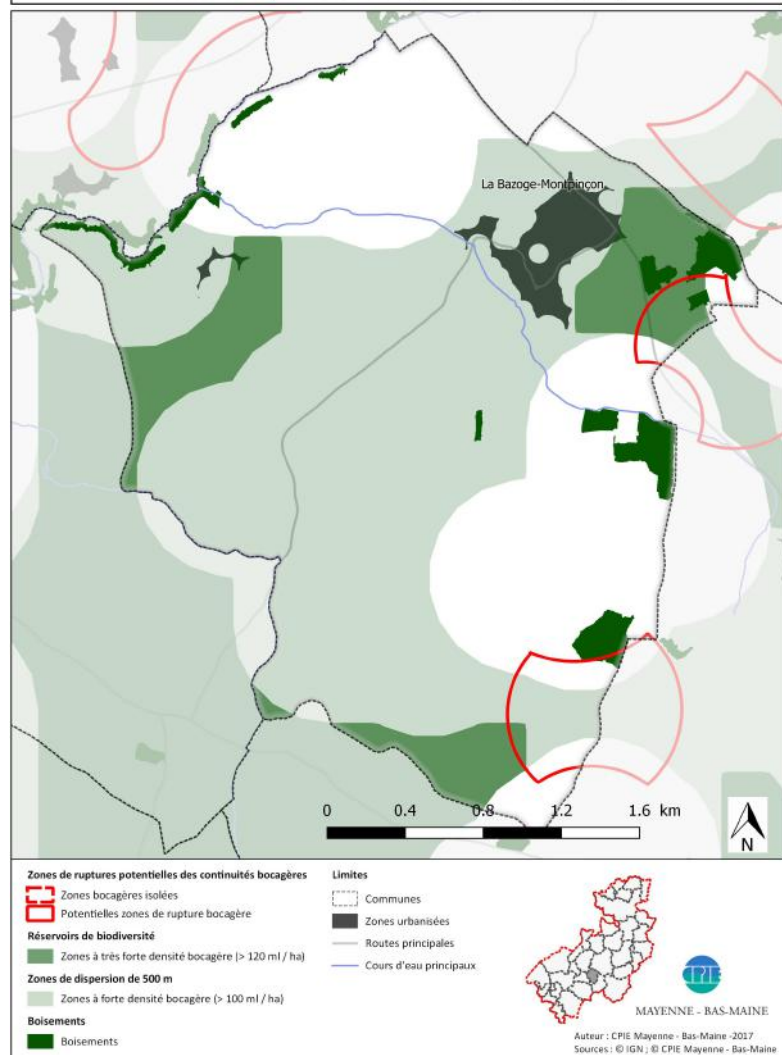 La Bazoge-Montpinçon
0 0.4 0.8 1.2 1.6 km
N
Zones de ruptures potentielles des continuités bocagères
Zones bocagères isolées
Potentielles zones de rupture bocagère
Réservoirs de biodiversité
Zones à très forte densité bocagère (> 120 ml / ha)
Zones de dispersion de 500 m
Zones à forte densité bocagère (> 100 ml / ha)
Boisements
Boisements
Limites
Communes
Zones urbanisées
Routes principales
Cours d'eau principaux
CPIE
MAYENNE - BAS-MAINE
Auteur : CPIE Mayenne - Bas-Maine -2017
Sources : © IGN ; © CPIE Mayenne - Bas-Maine